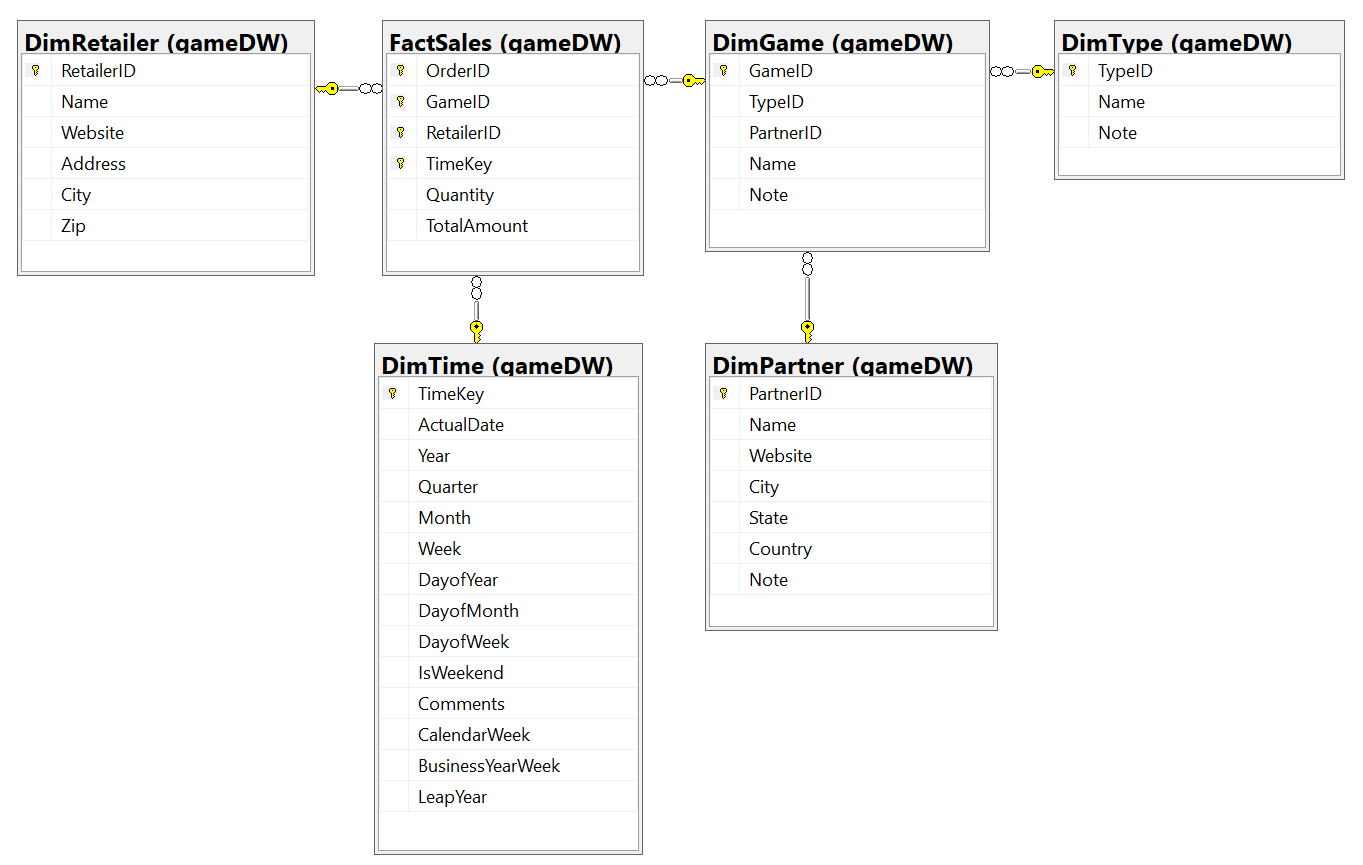 DimRetailer (gameDW)
RetailerID
Name
Website
Address
City
Zip
FactSales (gameDW)
OrderID
GameID
RetailerID
TimeKey
Quantity
TotalAmount
DimGame (gameDW)
GameID
TypeID
PartnerID
Name
Note
DimType (gameDW)
TypeID
Name
Note
DimTime (gameDW)
TimeKey
ActualDate
Year
Quarter
Month
Week
DayofYear
DayofMonth
DayofWeek
IsWeekend
Comments
CalendarWeek
BusinessYearWeek
LeapYear
DimPartner (gameDW)
PartnerID
Name
Website
City
State
Country
Note